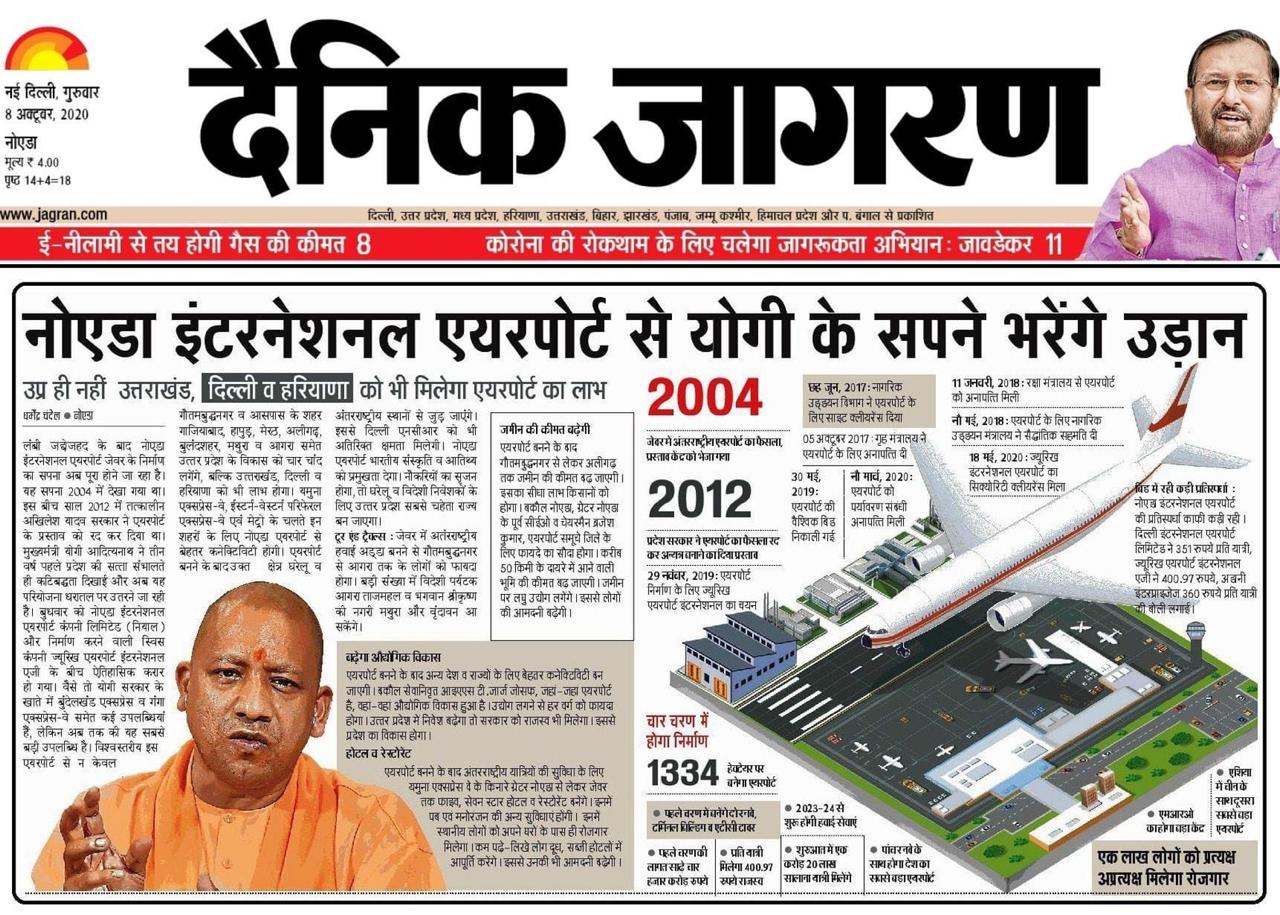 नई दिल्ली, गुरुवार
8 अक्टूबर, 2020
नोएडा
मूल्य ₹ 4.00
पृष्ठ 14+4=18
दैनिक जागरण
www.jagran.com
दिल्ली, उत्तर प्रदेश, मध्य प्रदेश, हरियाणा, उत्तराखंड, बिहार, झारखंड, पंजाब, जम्मू कश्मीर, हिमाचल प्रदेश और प. बंगाल से प्रकाशित
ई-नीलामी से तय होगी गैस की कीमत 8
कोरोना की रोकथाम के लिए चलेगा जागरूकता अभियान: जावडेकर 11
नोएडा इंटरनेशनल एयरपोर्ट से योगी के सपने भरेंगे उड़ान
उप्र ही नहीं उत्तराखंड, दिल्ली व हरियाणा को भी मिलेगा एयरपोर्ट का लाभ
धर्मेंद्र चंदेल ● नोएडा
लंबी जद्दोजहद के बाद नोएडा
इंटरनेशनल एयरपोर्ट जेवर के निर्माण
का सपना अब पूरा होने जा रहा है।
यह सपना 2004 में देखा गया था।
इस बीच साल 2012 में तत्कालीन
अखिलेश यादव सरकार ने एयरपोर्ट
के प्रस्ताव को रद कर दिया था।
मुख्यमंत्री योगी आदित्यनाथ ने तीन
वर्ष पहले प्रदेश की सत्ता संभालते
ही कटिबद्धता दिखाई और अब यह
परियोजना धरातल पर उतरने जा रही
है। बुधवार को नोएडा इंटरनेशनल
एयरपोर्ट कंपनी लिमिटेड (नियाल)
और निर्माण करने वाली स्विस
कंपनी ज्यूरिख एयरपोर्ट इंटरनेशनल
एजी के बीच ऐतिहासिक करार
हो गया। वैसे तो योगी सरकार के
खाते में बुंदेलखंड एक्सप्रेस व गंगा
एक्सप्रेस-वे समेत कई उपलब्धियां
हैं, लेकिन अब तक की यह सबसे
बड़ी उपलब्धि है। विश्वस्तरीय इस
एयरपोर्ट से न केवल
गौतमबुद्धनगर व आसपास के शहर
गाजियाबाद, हापुड़, मेरठ, अलीगढ़,
बुलंदशहर, मथुरा व आगरा समेत
उत्तर प्रदेश के विकास को चार चांद
लगेंगे, बल्कि उत्तराखंड, दिल्ली व
हरियाणा को भी लाभ होगा। यमुना
एक्सप्रेस-वे, ईस्टर्न-वेस्टर्न पेरिफेरल
एक्सप्रेस-वे एवं मेट्रो के चलते इन
शहरों के लिए नोएडा एयरपोर्ट से
बेहतर कनेक्टिविटी होगी। एयरपोर्ट
बनने के बाद उक्त क्षेत्र घरेलू व
अंतरराष्ट्रीय स्थानों से जुड़ जाएंगे।
इससे दिल्ली एनसीआर को भी
अतिरिक्त क्षमता मिलेगी। नोएडा
एयरपोर्ट भारतीय संस्कृति व आतिथ्य
को प्रमुखता देगा। नौकरियों का सृजन
होगा, तो घरेलू व विदेशी निवेशकों के
लिए उत्तर प्रदेश सबसे चहेता राज्य
बन जाएगा।
टूर एंड ट्रैवल्स : जेवर में अंतरराष्ट्रीय
हवाई अड्डा बनने से गौतमबुद्धनगर
से आगरा तक के लोगों को फायदा
होगा। बड़ी संख्या में विदेशी पर्यटक
आगरा ताजमहल व भगवान श्रीकृष्ण
की नगरी मथुरा और वृंदावन आ
सकेंगे।
जमीन की कीमत बढ़ेगी
एयरपोर्ट बनने के बाद
गौतमबुद्धनगर से लेकर अलीगढ़
तक जमीन की कीमत बढ़ जाएगी।
इसका सीधा लाभ किसानों को
होगा। बकौल नोएडा, ग्रेटर नोएडा
के पूर्व सीईओ व चेयरमैन ब्रजेश
कुमार, एयरपोर्ट समूचे जिले के
लिए फायदे का सौदा होगा। करीब
50 किमी के दायरे में आने वाली
भूमि की कीमत बढ़ जाएगी। जमीन
पर लघु उद्योग लगेंगे। इससे लोगों
की आमदनी बढ़ेगी।
बढ़ेगा औद्योगिक विकास
एयरपोर्ट बनने के बाद अन्य देश व राज्यों के लिए बेहतर कनेक्टिविटी बन
जाएगी। बकौल सेवानिवृत आइएएस टी .जार्ज जोसफ, जहां-जहां एयरपोर्ट
है, वहां-वहां औद्योगिक विकास हुआ है। उद्योग लगने से हर वर्ग को फायदा
होगा। उत्तर प्रदेश में निवेश बढ़ेगा तो सरकार को राजस्व भी मिलेगा। इससे
प्रदेश का विकास होगा।
होटल व रेस्टोरेंट
एयरपोर्ट बनने के बाद अंतरराष्ट्रीय यात्रियों की सुविधा के लिए
यमुना एक्सप्रेस वे के किनारे ग्रेटर नोएडा से लेकर जेवर
तक फाइव, सेवन स्टार होटल व रेस्टोरेंट बनेंगे। इनमें
पब एवं मनोरंजन की अन्य सुविधाएं होंगी। इनमें
स्थानीय लोगों को अपने घरों के पास ही रोजगार
मिलेगा। कम पढ़े-लिखे लोग दूध, सब्जी होटलों में
आपूर्ति करेंगे। इससे उनकी भी आमदनी बढ़ेगी।
2004
जेवर में अंतरराष्ट्रीय एयरपोर्ट का फैसला,
प्रस्ताव केंद्र को भेजा गया
2012
प्रदेश सरकार ने एयरपोर्ट का फैसला रद
कर अन्यत्र बनाने का दिया प्रस्ताव
29 नवंबर, 2019: एयरपोर्ट
निर्माण के लिए ज्यूरिख
एयरपोर्ट इंटरनेशनल का चयन
छह जून, 2017: नागरिक
उड्डयन विभाग ने एयरपोर्ट के
लिए साइट क्लीयरेंस दिया
05 अक्टूबर 2017: गृह मंत्रालय ने
एयरपोर्ट के लिए अनापत्ति दी
30 मई,
2019:
एयरपोर्ट की
वैश्विक बिड
निकाली गई
नौ मार्च, 2020:
एयरपोर्ट को
पर्यावरण संबंधी
अनापत्ति मिली
11 जनवरी, 2018: रक्षा मंत्रालय से एयरपोर्ट
को अनापत्ति मिली
नौ मई, 2018: एयरपोर्ट के लिए नागरिक
उड्डयन मंत्रालय ने सैद्धांतिक सहमति दी
18 मई, 2020: ज्यूरिख
इंटरनेशनल एयरपोर्ट का
सिक्योरिटी क्लीयरेंस मिला
बिड में रही कड़ी प्रतिस्पर्धा :
नोएडा इंटरनेशनल एयरपोर्ट
की प्रतिस्पर्धा काफी कड़ी रही।
दिल्ली इंटरनेशनल एयरपोर्ट
लिमिटेड ने 351 रुपये प्रति यात्री,
ज्यूरिख एयरपोर्ट इंटरनेशनल
एजी ने 400.97 रुपये, अडानी
इंटरप्राइजेज 360 रुपये प्रति यात्री
की बोली लगाई।
चार चरण में
होगा निर्माण
1334 हेक्टेयर पर
बनेगा एयरपोर्ट
● पहले चरण में बनेंगे दो रनवे,
टर्मिनल बिल्डिंग व एटीसी टावर
● 2023-24 से
शुरू होंगी हवाई सेवाएं
● पहले चरण की
लागत साढ़े चार
हजार करोड़ रुपये
● प्रति यात्री
मिलेगा 400.97
रुपये राजस्व
● शुरुआत में एक
करोड़ 20 लाख
सालाना यात्री मिलेंगे
● पांच रनवे के
साथ होगा देश का
सबसे बड़ा एयरपोर्ट
● एमआरओ
का होगा बड़ा केंद्र
● एशिया
में चीन के
साथ दूसरा
सबसे बड़ा
एयरपोर्ट
एक लाख लोगों को प्रत्यक्ष
अप्रत्यक्ष मिलेगा रोजगार